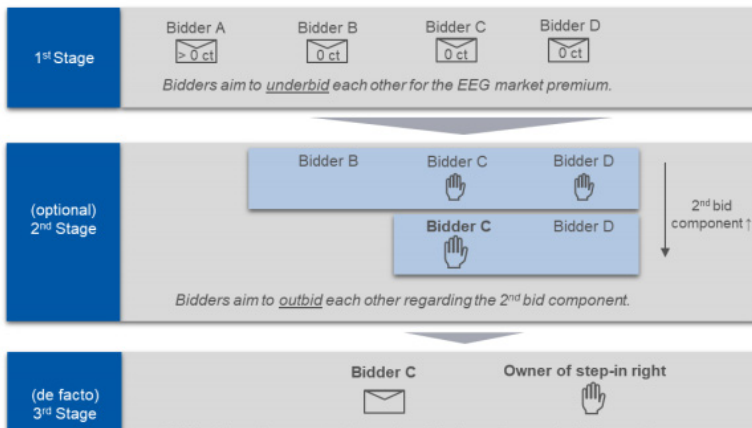 1st Stage
Bidder A
Bidder B
Bidder C
Bidder D
> 0 ct
0 ct
0 ct
0 ct
Bidders aim to underbid each other for the EEG market premium.
(optional)
2nd Stage
Bidder B
Bidder C
Bidder D
Bidder C
Bidder D
2nd bid
component ↑
Bidders aim to outbid each other regarding the 2nd bid component.
(de facto)
3rd Stage
Bidder C
Owner of step-in right